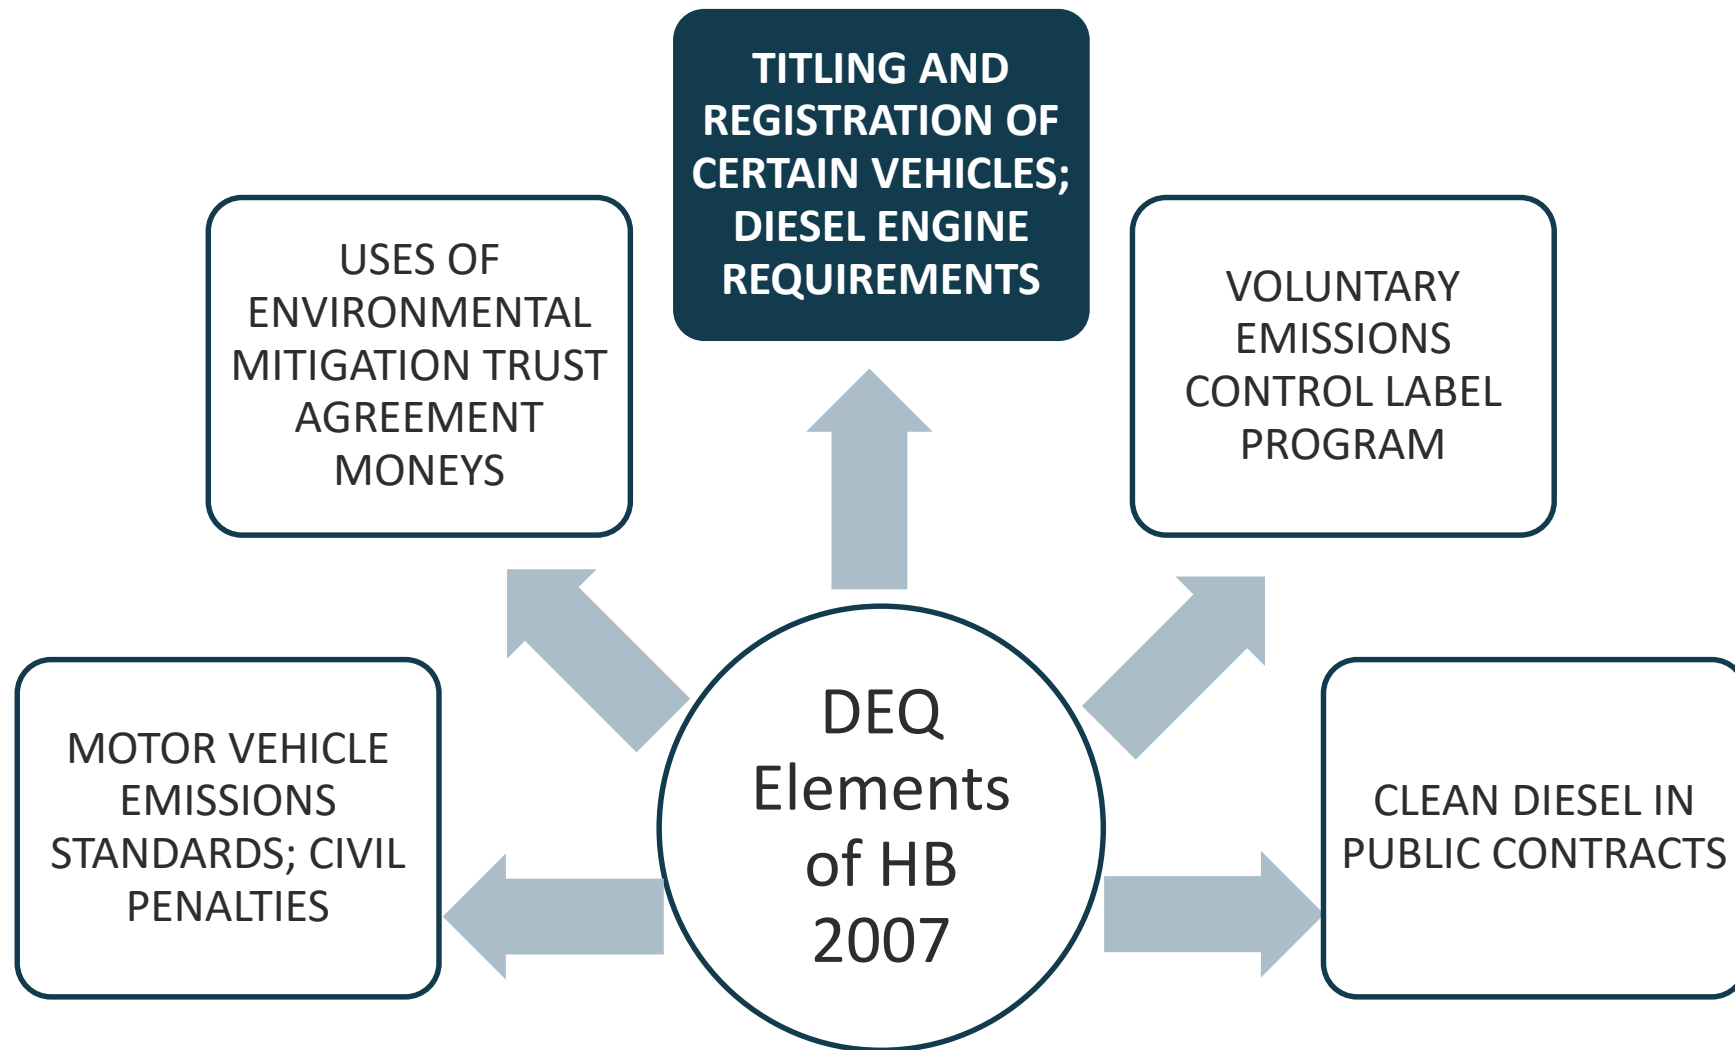 TITLING AND
REGISTRATION OF
CERTAIN VEHICLES;
DIESEL ENGINE
REQUIREMENTS
USES OF
ENVIRONMENTAL
MITIGATION TRUST
AGREEMENT
MONEYS
VOLUNTARY
EMISSIONS
CONTROL LABEL
PROGRAM
MOTOR VEHICLE
EMISSIONS
STANDARDS; CIVIL
PENALTIES
DEQ
Elements
of HB
2007
CLEAN DIESEL IN
PUBLIC CONTRACTS